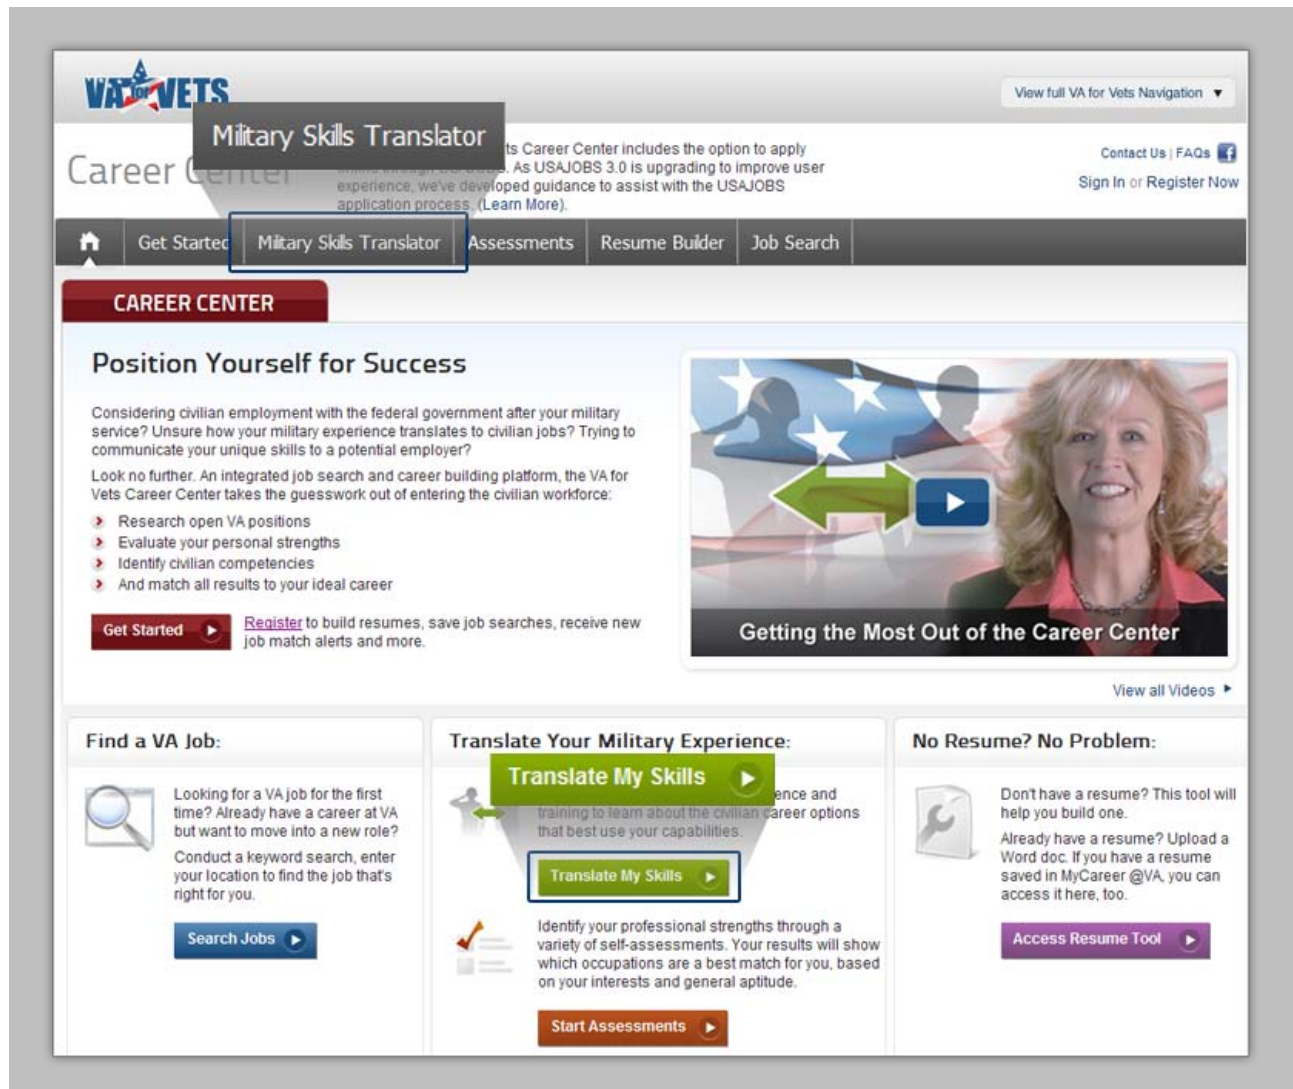 VA for VETS
View full VA for Vets Navigation
Military Skills Translator
Career Center
ts Career Center includes the option to apply
As USAJOBS 3.0 is upgrading to improve user
experience, we've developed guidance to assist with the USAJOBS
application process. (Learn More).
Contact Us | FAQs
Sign In or Register Now
Get Started
Military Skills Translator
Assessments
Resume Builder
Job Search
CAREER CENTER
Position Yourself for Success
Considering civilian employment with the federal government after your military
service? Unsure how your military experience translates to civilian jobs? Trying to
communicate your unique skills to a potential employer?
Look no further. An integrated job search and career building platform, the VA for
Vets Career Center takes the guesswork out of entering the civilian workforce:
Research open VA positions
Evaluate your personal strengths
Identify civilian competencies
And match all results to your ideal career
Get Started
Register to build resumes, save job searches, receive new
job match alerts and more.
Getting the Most Out of the Career Center
View all Videos
Find a VA Job:
Looking for a VA job for the first
time? Already have a career at VA
but want to move into a new role?
Conduct a keyword search, enter
your location to find the job that's
right for you.
Search Jobs
Translate Your Military Experience:
Translate My Skills
ence and
training to learn about the civilian career options
that best use your capabilities.
Translate My Skills
Identify your professional strengths through a
variety of self-assessments. Your results will show
which occupations are a best match for you, based
on your interests and general aptitude.
Start Assessments
No Resume? No Problem:
Don't have a resume? This tool will
help you build one.
Already have a resume? Upload a
Word doc. If you have a resume
saved in MyCareer @VA, you can
access it here, too.
Access Resume Tool